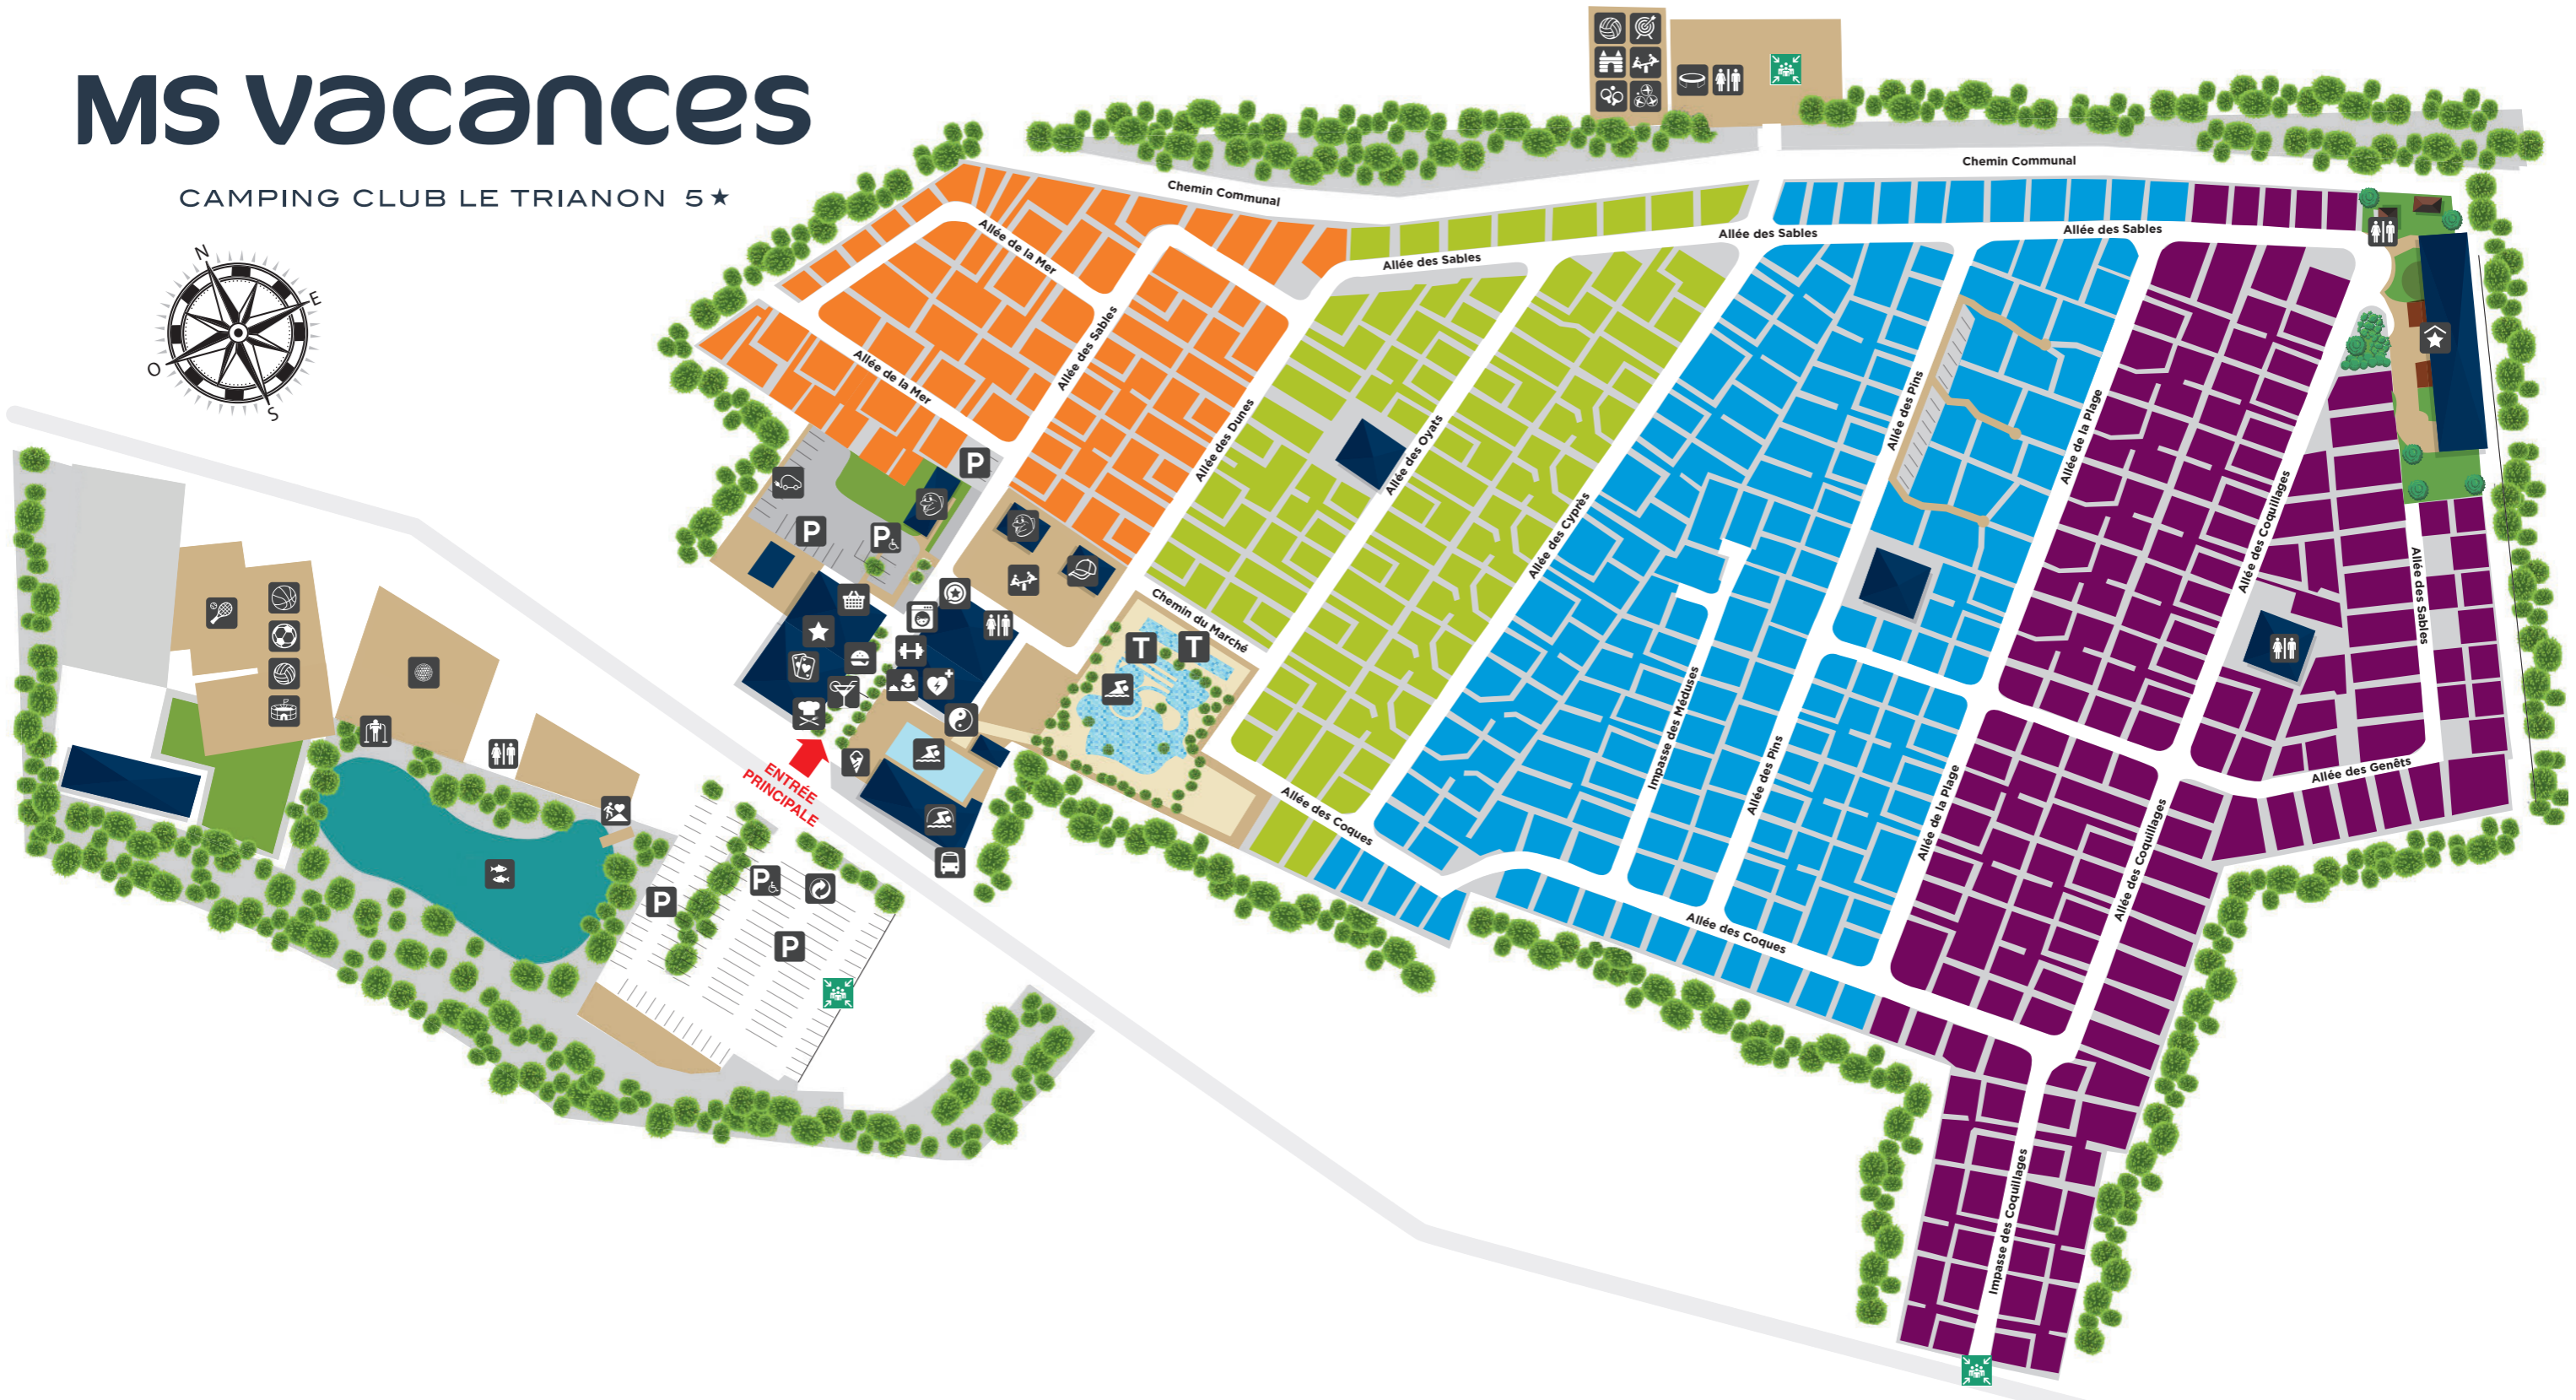 Ms vacances
CAMPING CLUB LE TRIANON 5★
N
E
O
S
Chemin Communal
Chemin Communal
Allée des Sables
Allée des Sables
Allée des Sables
Allée de la Mer
Allée de la Mer
Allée des Sables
Allée des Dunes
Allée des Oyats
Allée des Cyprès
Allée des Pins
Allée de la Plage
Allée des Coquillages
Allée des Sables
P
P
P
Chemin du Marché
T
T
Impasse des Méduses
Allée des Pins
Allée de la Plage
Allée des Genêts
ENTRÉE
PRINCIPALE
Allée des Coques
Allée des Coquillages
P
P
P
Allée des Coques
Impasse des Coquillages